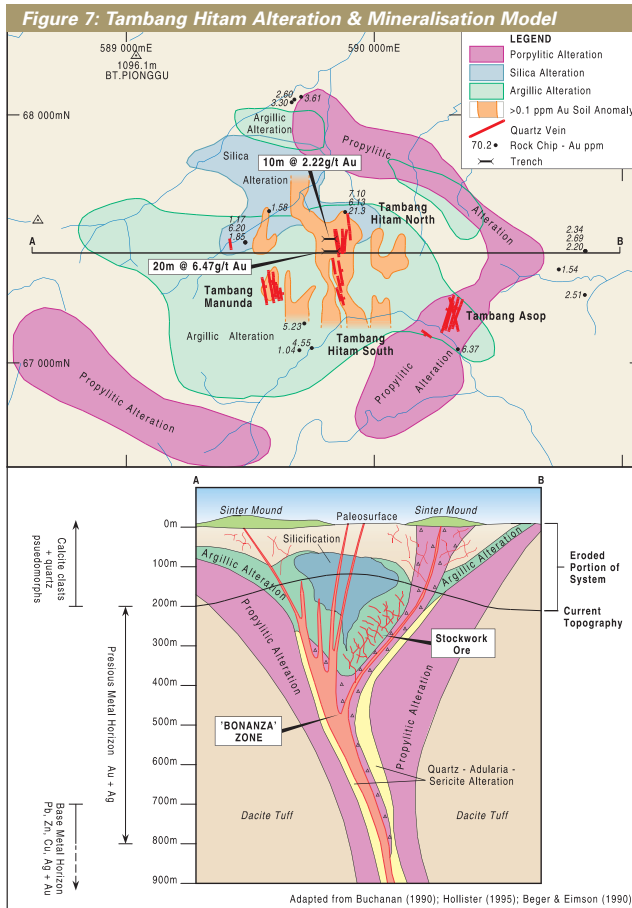 Figure 7: Tambang Hitam Alteration & Mineralisation Model
589 000mE
590 000mE
1096.1m
BT.PIONGGU
68 000mN
67 000mN
LEGEND
Porpylitic Alteration
Silica Alteration
Argillic Alteration
>0.1 ppm Au Soil Anomaly
Quartz Vein
70.2 Rock Chip - Au ppm
Trench
2.60
3.30
3.61
Argillic
Alteration
Propylitic
Alteration
Silica
Alteration
10m @ 2.22g/t Au
7.10
6.13
21.3
Tambang
Hitam North
1.58
1.17
6.20
1.85
A
B
2.34
2.69
2.20
1.54
2.51
20m @ 6.47g/t Au
Tambang
Manunda
Tambang Asop
Argillic Alteration
5.23
4.55
1.04
Tambang
Hitam South
6.37
Propylitic
Alteration
Propylitic Alteration
A
B
Sinter Mound
Paleosurface
Sinter Mound
0m
100m
200m
300m
400m
500m
600m
700m
800m
900m
Silicification
Argillic Alteration
Argillic Alteration
Propylitic Alteration
Propylitic Alteration
Stockwork
Ore
'BONANZA'
ZONE
Quartz - Adularia -
Sericite Alteration
Dacite Tuff
Dacite Tuff
Eroded
Portion of
System
Current
Topography
Calcite clasts
+ quartz
psuedomorphs
Presious Metal Horizon Au + Ag
Base Metal Horizon
Pb, Zn, Cu, Ag + Au
Adapted from Buchanan (1990); Hollister (1995); Beger & Eimson (1990)